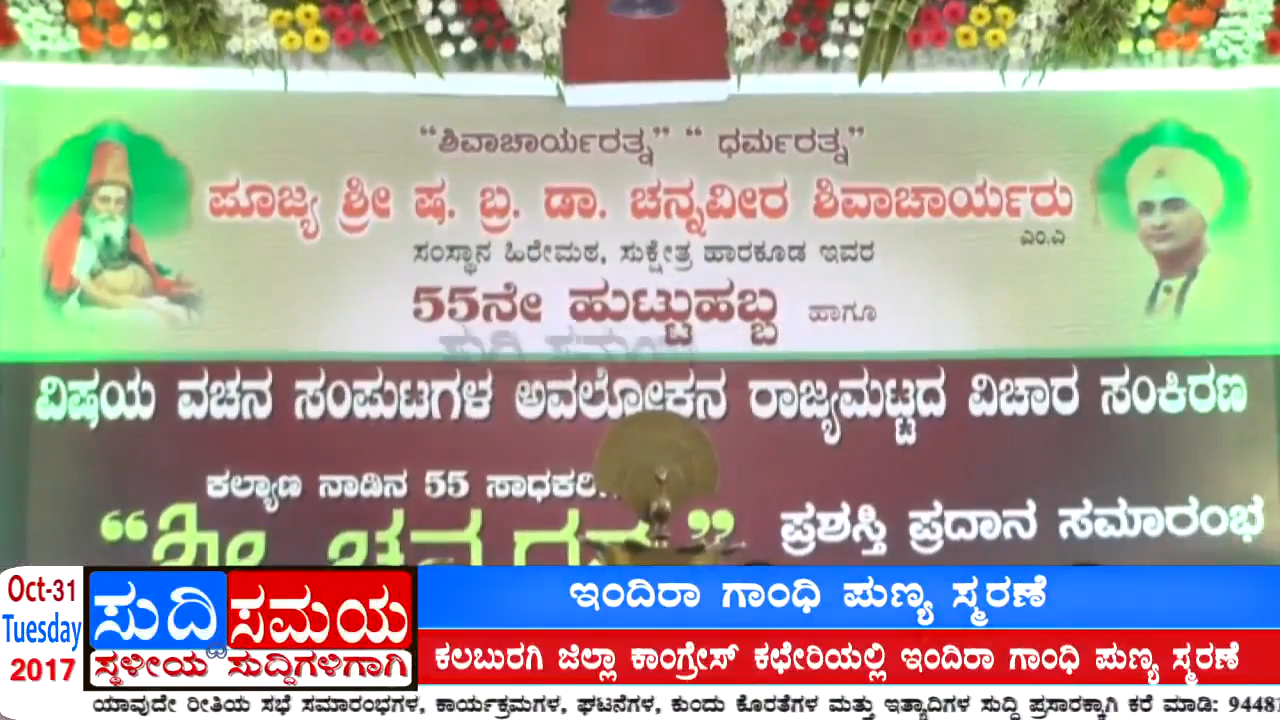 “ಶಿವಾಚಾರ್ಯರತ್ನ” “ ಧರ್ಮರತ್ನ”
ಪೂಜ್ಯ ಶ್ರೀ ಷ. ಬ್ರ. ಡಾ. ಚನ್ನವೀರ ಶಿವಾಚಾರ್ಯರು
ಎಂ.ಎ
ಸಂಸ್ಥಾನ ಹಿರೇಮಠ, ಸುಕ್ಷೇತ್ರ ಹಾರಕೂಡ ಇವರ
55ನೇ ಹುಟ್ಟುಹಬ್ಬ ಹಾಗೂ
ಸುದ್ದಿ ಸಮಯ
ವಿಷಯ ವಚನ ಸಂಪುಟಗಳ ಅವಲೋಕನ ರಾಜ್ಯಮಟ್ಟದ ವಿಚಾರ ಸಂಕಿರಣ
ಕಲ್ಯಾಣ ನಾಡಿನ 55
ಪ್ರಶಸ್ತಿ ಪ್ರದಾನ ಸಮಾರಂಭ
Oct-31
Tuesday
2017
ಸುದ್ದಿ ಸಮಯ
ಸ್ಥಳೀಯ ಸುದ್ದಿಗಳಿಗಾಗಿ
ಇಂದಿರಾ ಗಾಂಧಿ ಪುಣ್ಯ ಸ್ಮರಣೆ
ಕಲಬುರಗಿ ಜಿಲ್ಲಾ ಕಾಂಗ್ರೇಸ್ ಕಛೇರಿಯಲ್ಲಿ ಇಂದಿರಾ ಗಾಂಧಿ ಪುಣ್ಯ ಸ್ಮರಣೆ
ಯಾವುದೇ ರೀತಿಯ ಸಭೆ ಸಮಾರಂಭಗಳ, ಕಾರ್ಯಕ್ರಮಗಳ, ಘಟನೆಗಳ, ಕುಂದು ಕೊರತೆಗಳ ಮತ್ತು ಇತ್ಯಾದಿಗಳ ಸುದ್ದಿ ಪ್ರಸಾರಕ್ಕಾಗಿ ಕರೆ ಮಾಡಿ: 9448